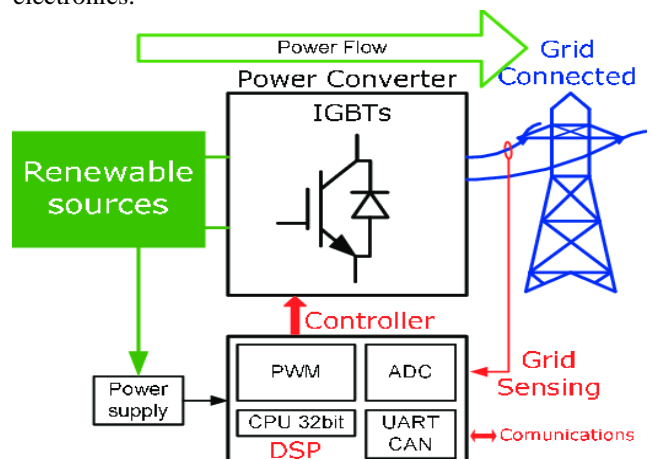 electronics.
Power Flow
Grid
Connected
Power Converter
IGBTs
Renewable
sources
Controller
PWM
ADC
Grid
Sensing
Power
supply
CPU 32bit
UART
CAN
DSP
Comunications